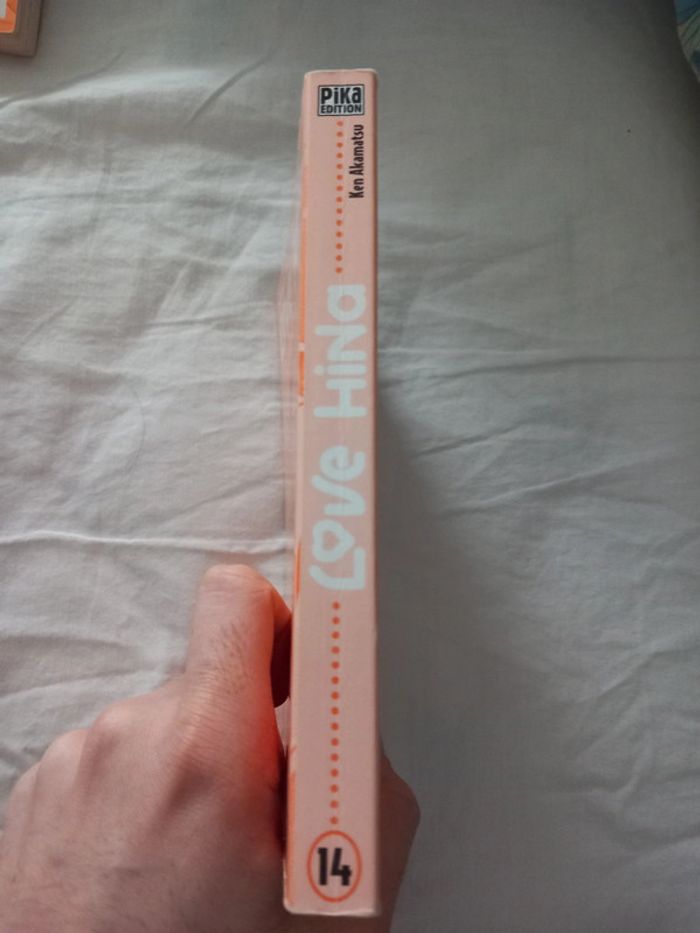 PiKa
EDITION
Ken Akamatsu
LOVE HiNa
14